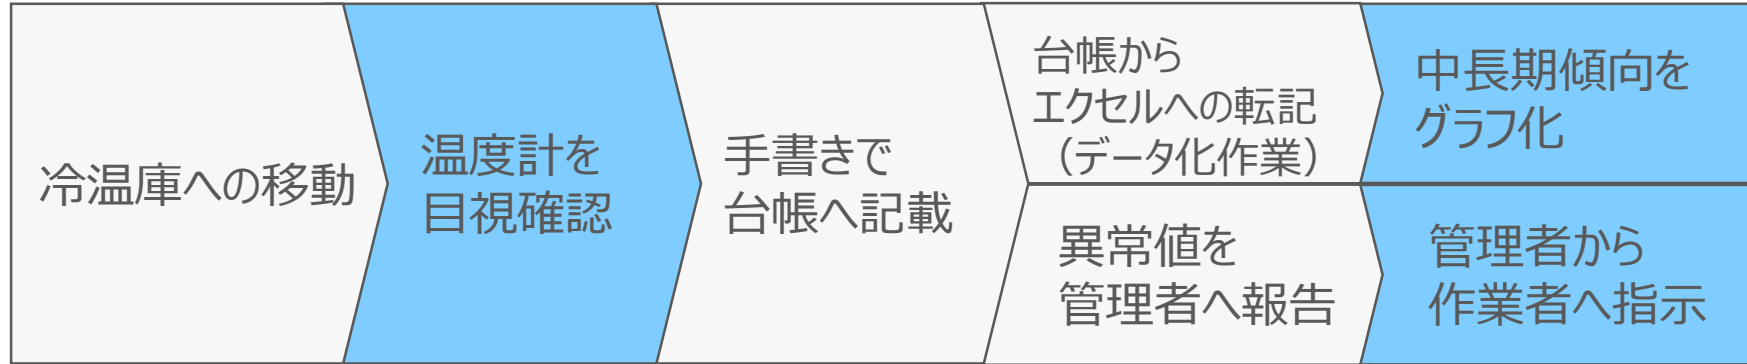 冷温庫への移動
温度計を
目視確認
手書きで
台帳へ記載
台帳から
エクセルへの転記
（データ化作業）
中長期傾向を
グラフ化
異常値を
管理者へ報告
管理者から
作業者へ指示